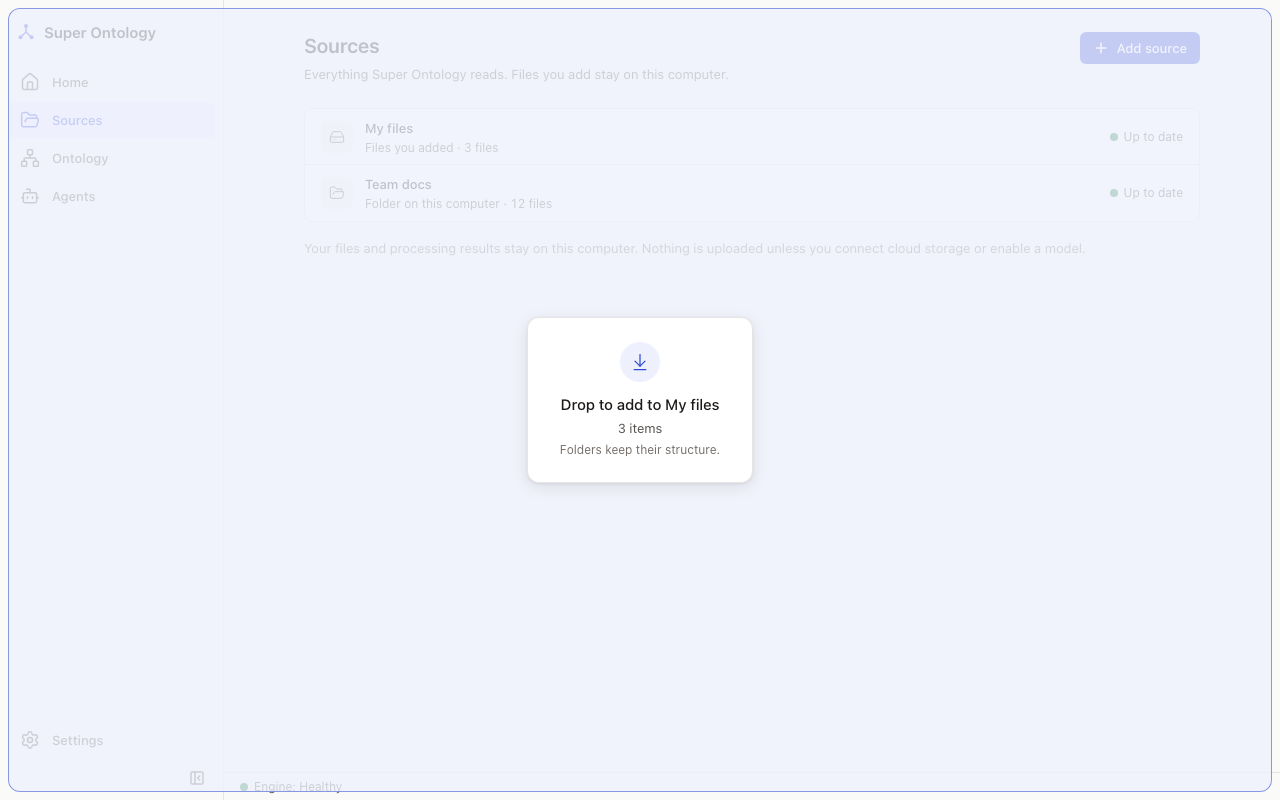 Super Ontology
Home
Sources
Ontology
Agents
Settings
Sources
Everything Super Ontology reads. Files you add stay on this computer.
Add source
My files
Files you added · 3 files
Up to date
Team docs
Folder on this computer · 12 files
Up to date
Your files and processing results stay on this computer. Nothing is uploaded unless you connect cloud storage or enable a model.
Drop to add to My files
3 items
Folders keep their structure.
Engine: Healthy